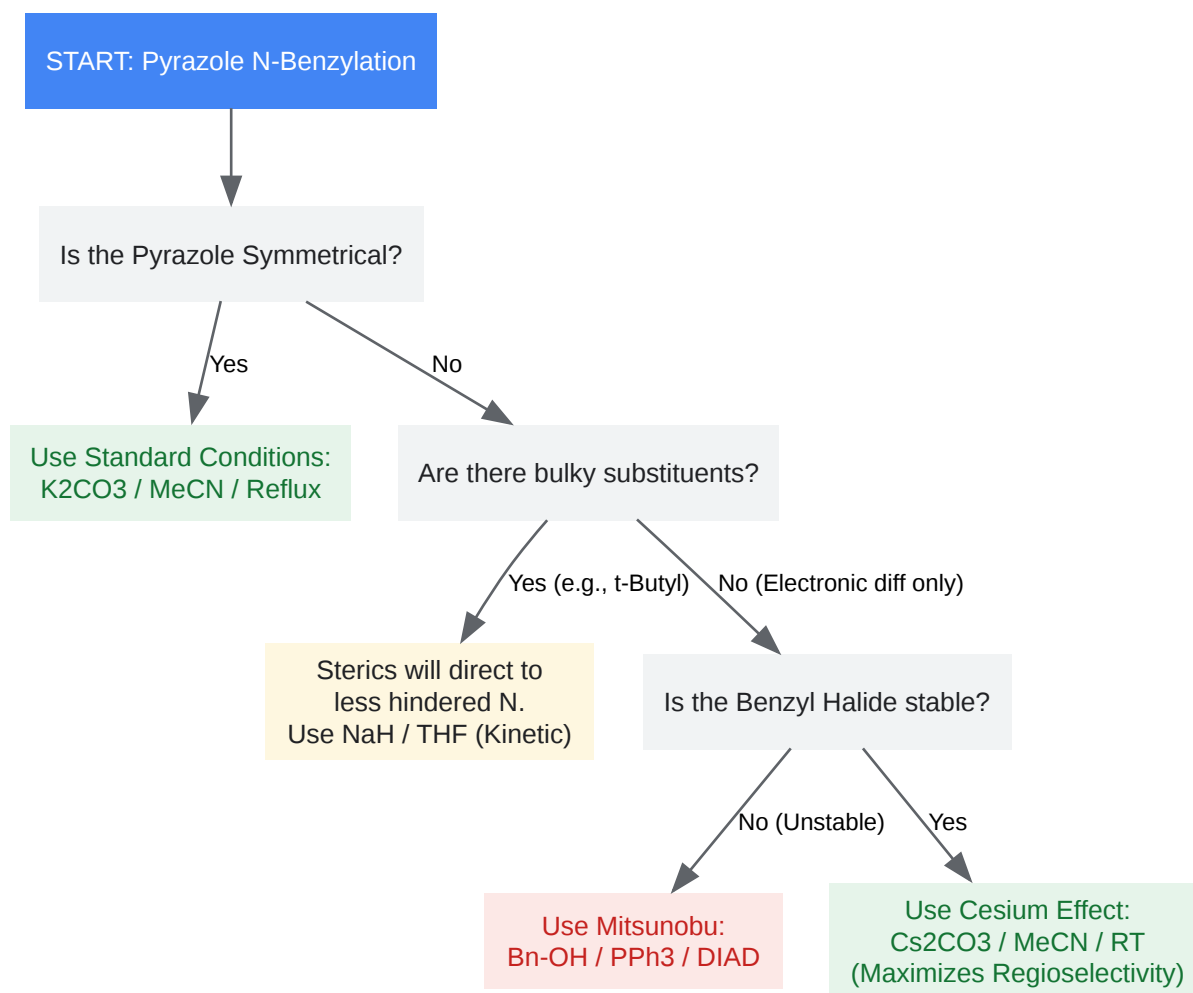 START: Pyrazole N-Benzylation
Is the Pyrazole Symmetrical?
Yes
No
Use Standard Conditions:
K2CO3 / MeCN / Reflux
Are there bulky substituents?
Yes (e.g., t-Butyl)
No (Electronic diff only)
Sterics will direct to
less hindered N.
Use NaH / THF (Kinetic)
Is the Benzyl Halide stable?
No (Unstable)
Yes
Use Mitsunobu:
Bn-OH / PPh3 / DIAD
Use Cesium Effect:
Cs2CO3 / MeCN / RT
(Maximizes Regioselectivity)